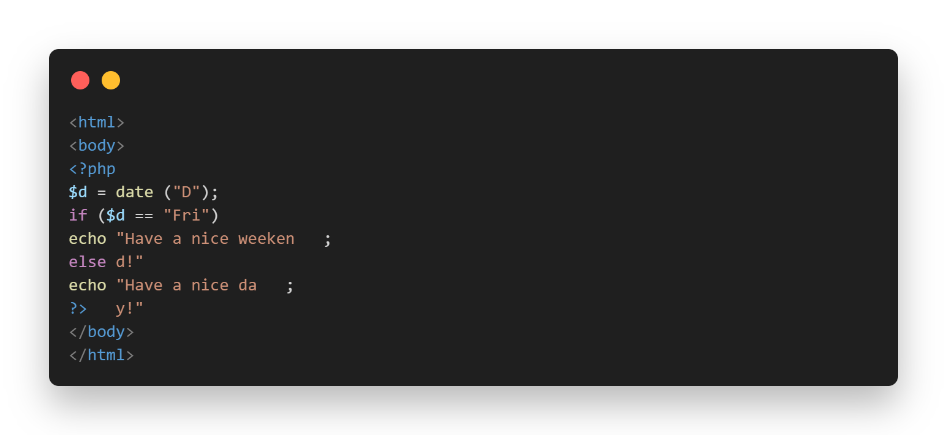 <html>
<body>
<?php
$d = date ("D");
if ($d == "Fri")
echo "Have a nice weeken   ;
else d!"
echo "Have a nice da   ;
?>   y!"
</body>
</html>